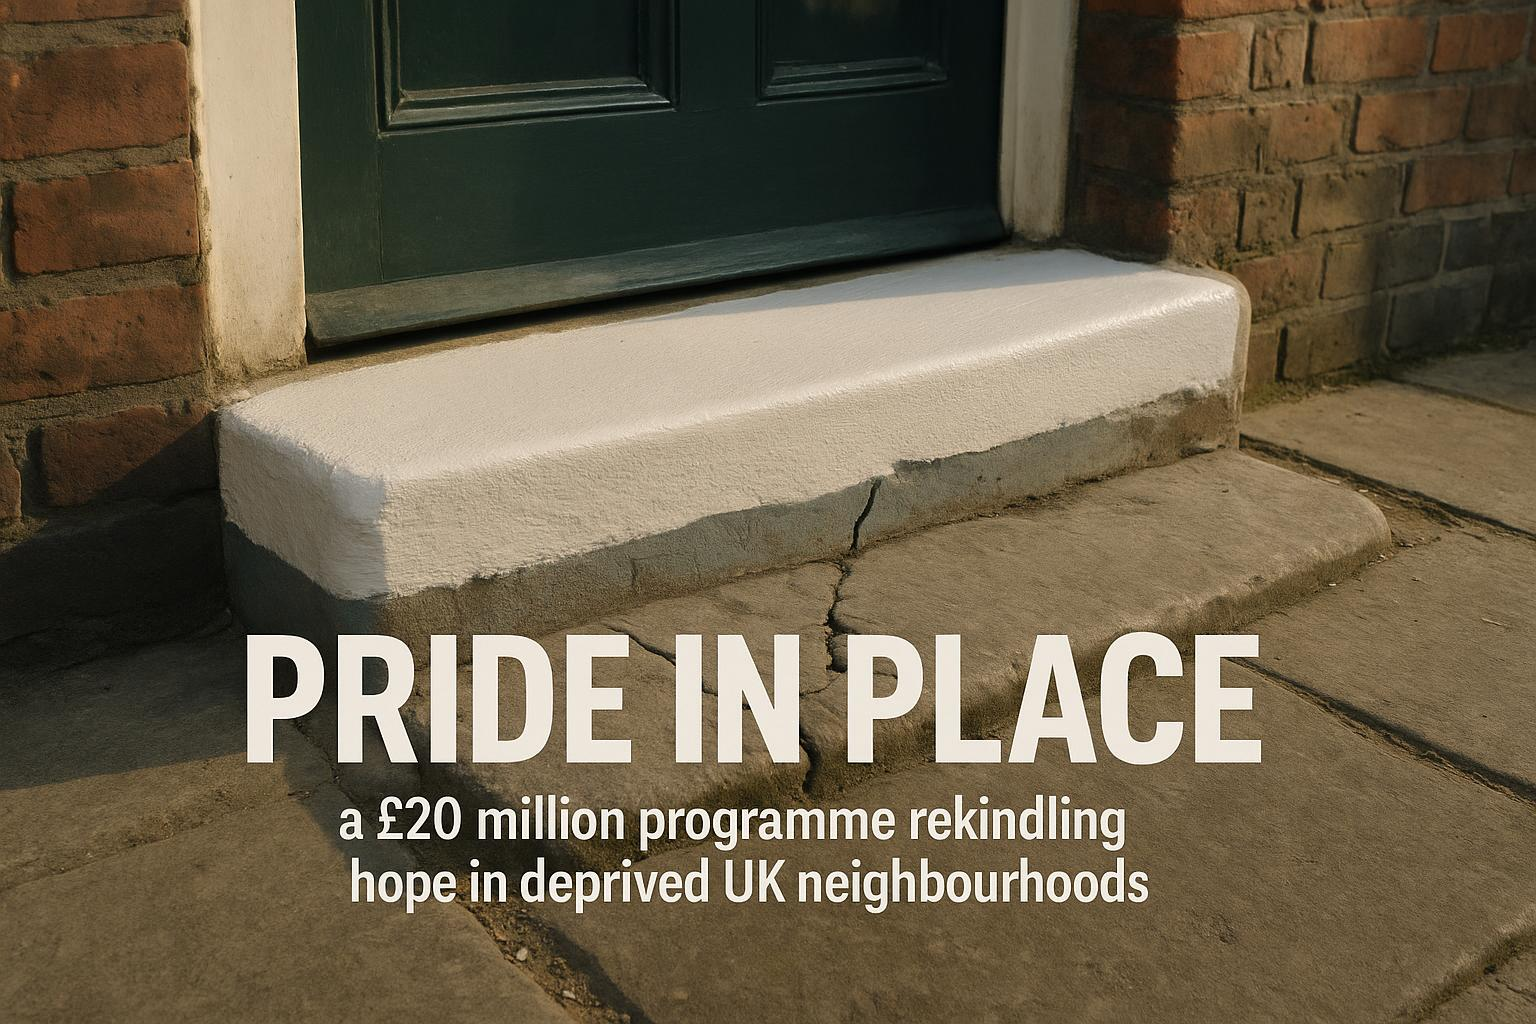 PRIDE IN PLACE
a £20 million programme rekindling
hope in deprived UK neighbourhoods